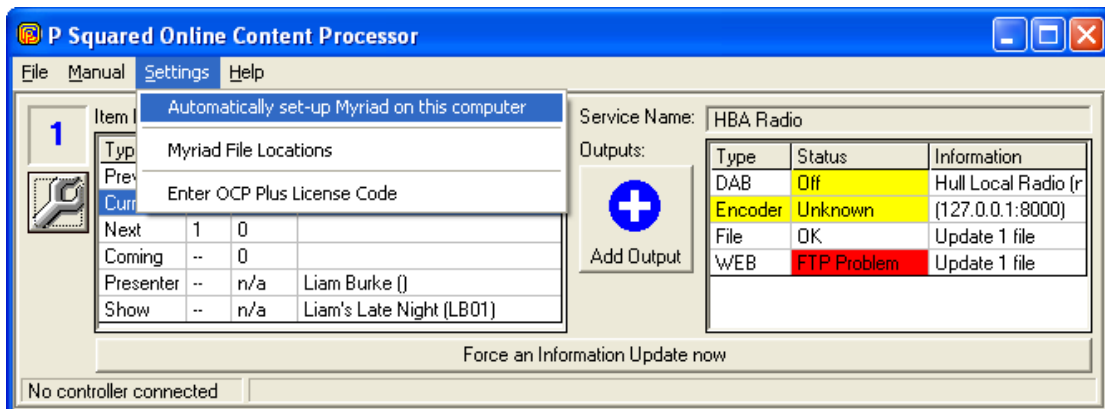 P Squared Online Content Processor
File Manual Settings Help
Automatically set-up Myriad on this computer
Myriad File Locations
Enter OCP Plus License Code
1
Item
Typ
Prev
Curr
Next 1 0
Coming -- 0
Presenter -- n/a Liam Burke ()
Show -- n/a Liam's Late Night (LB01)
Service Name: HBA Radio
Outputs:
Add Output
Type Status Information
DAB Off Hull Local Radio (r
Encoder Unknown (127.0.0.1:8000)
File OK Update 1 file
WEB FTP Problem Update 1 file
Force an Information Update now
No controller connected